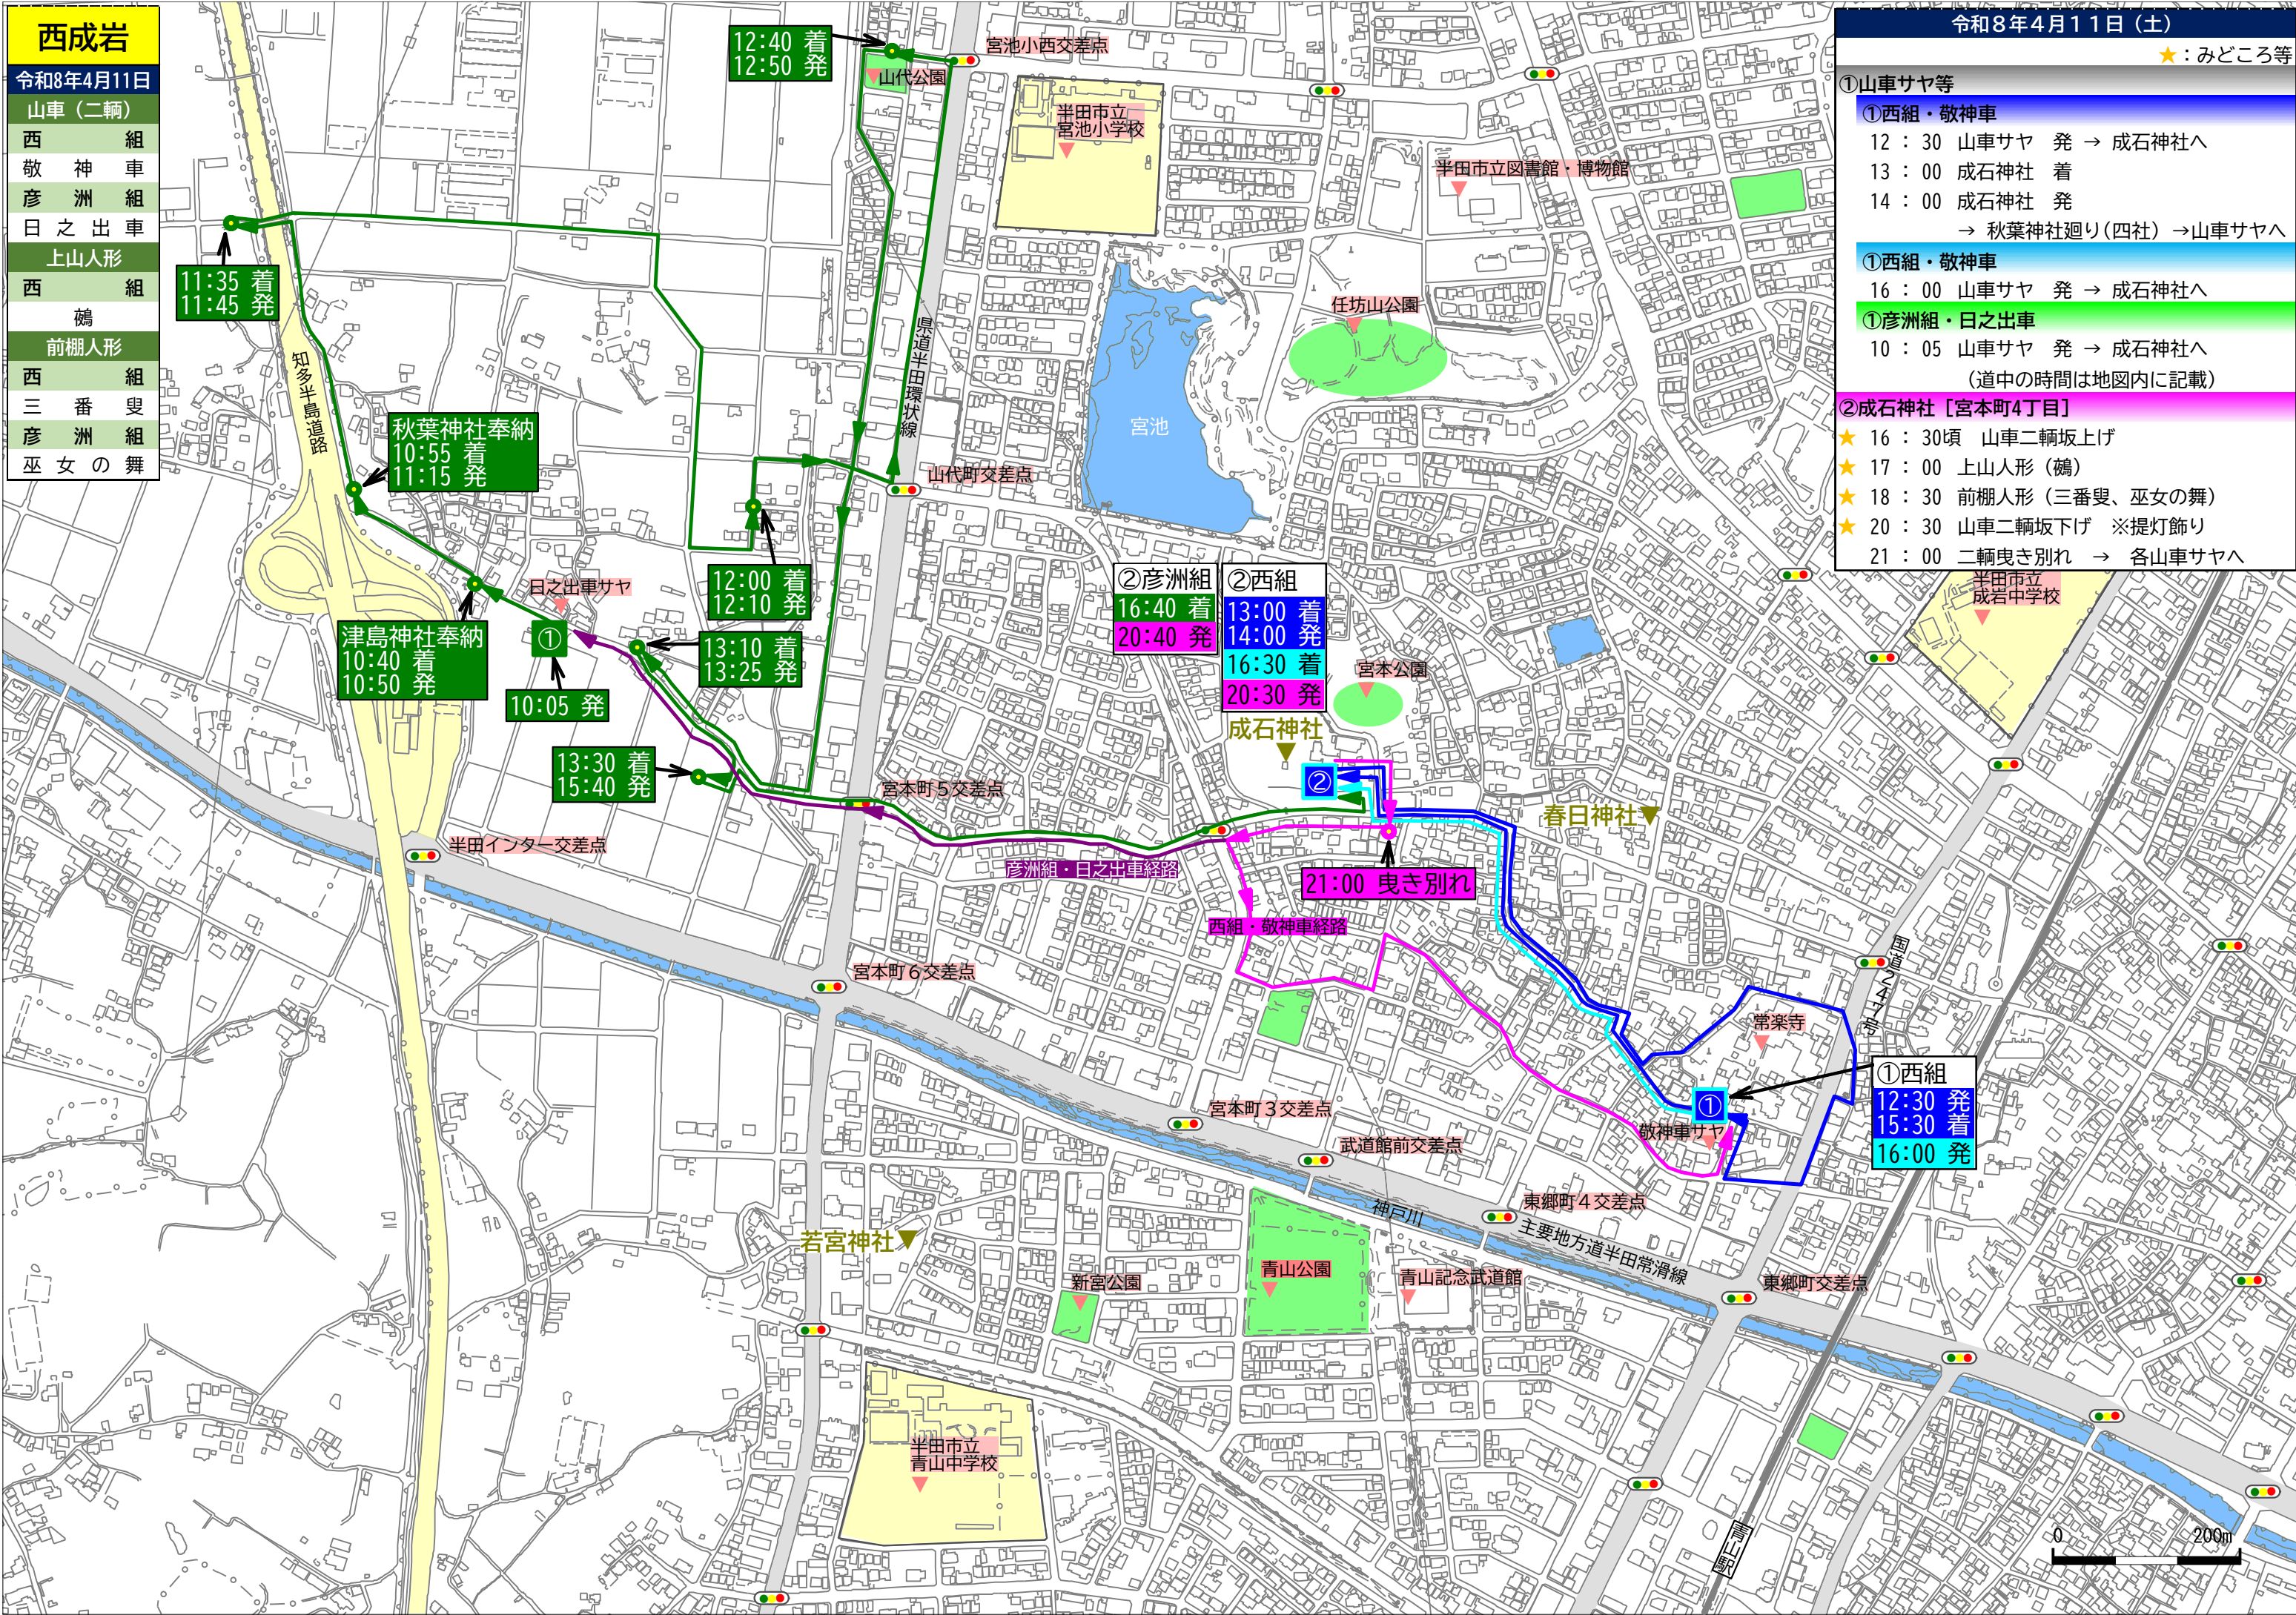 西成岩
令和8年4月11日
山車（二輌）
西組
敬神車
彦洲組
日之出車
上山人形
西組
鵺
前棚人形
西組
三番叟
彦洲組
巫女の舞
令和８年４月１１日（土）
★：みどころ等
①山車サヤ等
①西組・敬神車
12：30 山車サヤ 発 → 成石神社へ
13：00 成石神社 着
14：00 成石神社 発
→ 秋葉神社廻り(四社) →山車サヤへ
①西組・敬神車
16：00 山車サヤ 発 → 成石神社へ
①彦洲組・日之出車
10：05 山車サヤ 発 → 成石神社へ
（道中の時間は地図内に記載）
②成石神社［宮本町4丁目］
★ 16：30頃 山車二輌坂上げ
★ 17：00 上山人形（鵺）
★ 18：30 前棚人形（三番叟、巫女の舞）
★ 20：30 山車二輌坂下げ ※提灯飾り
21：00 二輌曳き別れ → 各山車サヤへ
12:40 着
12:50 発
宮池小西交差点
山代公園
半田市立
宮池小学校
半田市立図書館・博物館
11:35 着
11:45 発
任坊山公園
県道半田環状線
知多半島道路
宮池
秋葉神社奉納
10:55 着
11:15 発
山代町交差点
12:00 着
12:10 発
日之出車サヤ
①
津島神社奉納
10:40 着
10:50 発
10:05 発
13:10 着
13:25 発
13:30 着
15:40 発
②彦洲組
16:40 着
20:40 発
②西組
13:00 着
14:00 発
16:30 着
20:30 発
半田市立
成岩中学校
宮本公園
成石神社
②
春日神社
宮本町５交差点
半田インター交差点
彦洲組・日之出車経路
21:00 曳き別れ
西組・敬神車経路
宮本町６交差点
国道２４７号
常楽寺
①西組
12:30 発
15:30 着
16:00 発
①
敬神車サヤ
宮本町３交差点
武道館前交差点
東郷町４交差点
神戸川
主要地方道半田常滑線
若宮神社
新宮公園
青山公園
青山記念武道館
東郷町交差点
半田市立
青山中学校
青山駅
0 200m